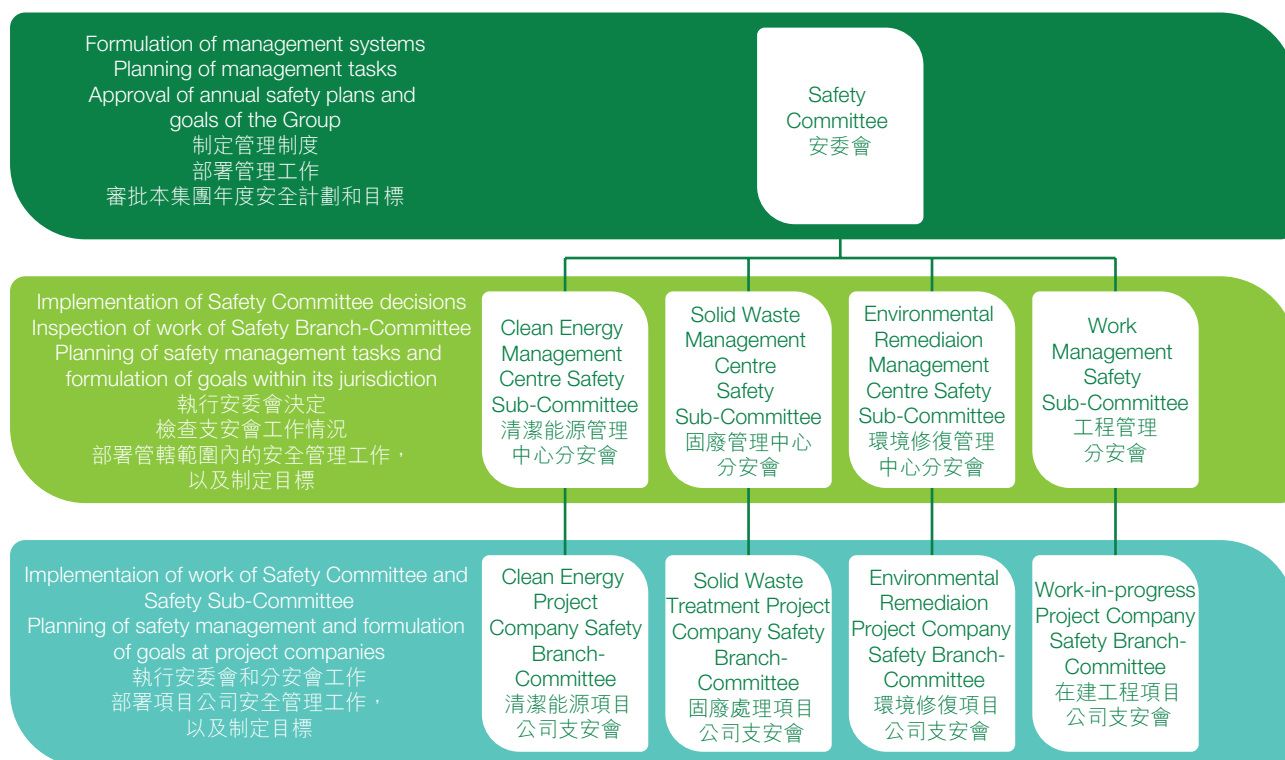 Formulation of management systems
Planning of management tasks
Approval of annual safety plans and
goals of the Group
制定管理制度
部署管理工作
審批本集團年度安全計劃和目標
Safety
Committee
安委會
Implementation of Safety Committee decisions
Inspection of work of Safety Branch-Committee
Planning of safety management tasks and
formulation of goals within its jurisdiction
執行安委會決定
檢查支安會工作情況
部署管轄範圍內的安全管理工作，
以及制定目標
Clean Energy
Management
Centre Safety
Sub-Committee
清潔能源管理
中心分安會
Solid Waste
Management
Centre
Safety
Sub-Committee
固廢管理中心
分安會
Environmental
Remediaion
Management
Centre Safety
Sub-Committee
環境修復管理
中心分安會
Work
Management
Safety
Sub-Committee
工程管理
分安會
Implementaion of work of Safety Committee and
Safety Sub-Committee
Planning of safety management and formulation
of goals at project companies
執行安委會和分安會工作
部署項目公司安全管理工作，
以及制定目標
Clean Energy
Project
Company Safety
Branch-
Committee
清潔能源項目
公司支安會
Solid Waste
Treatment Project
Company Safety
Branch-
Committee
固廢處理項目
公司支安會
Environmental
Remediaion
Project Company
Safety Branch-
Committee
環境修復項目
公司支安會
Work-in-progress
Project Company
Safety Branch-
Committee
在建工程項目
公司支安會